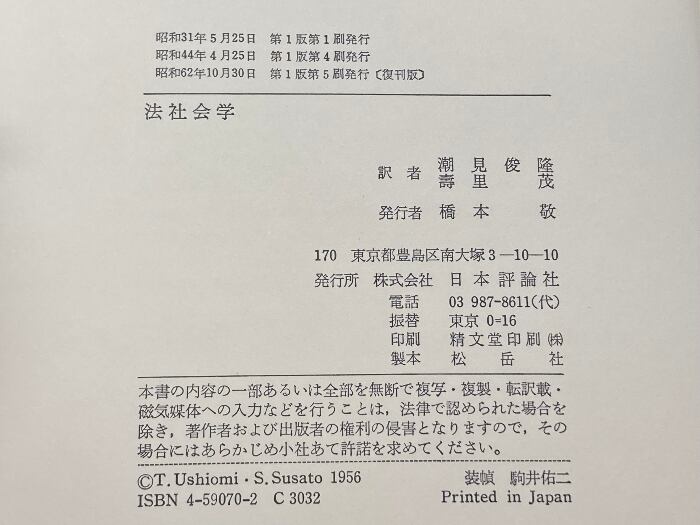 昭和31年5月25日 第1版第1刷発行
昭和44年4月25日 第1版第4刷発行
昭和62年10月30日 第1版第5刷発行〔復刊版〕
法社会学
訳者 潮見俊隆
壽里茂
発行者 橋本敬
170 東京都豊島区南大塚3—10—10
発行所 株式会社 日本評論社
電話 03 987-8611(代)
振替 東京 0=16
印刷 精文堂印刷㈱
製本 松岳社
本書の内容の一部あるいは全部を無断で複写・複製・転訳載・
磁気媒体への入力などを行うことは，法律で認められた場合を
除き，著作者および出版者の権利の侵害となりますので，その
場合にはあらかじめ小社あて許諾を求めてください。
©T. Ushiomi・S. Susato 1956 装幀 駒井佑二
ISBN 4-59070-2 C 3032 Printed in Japan